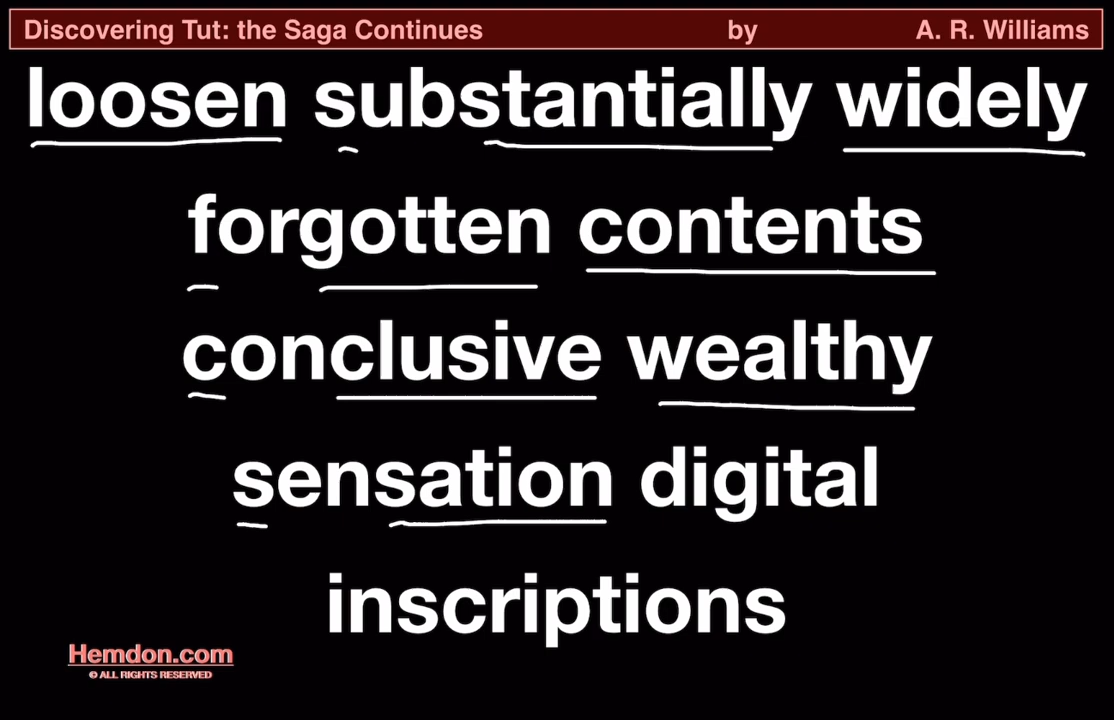 Discovering Tut: the Saga Continues by A. R. Williams
loosen substantially widely
forgotten contents
conclusive wealthy
sensation digital
inscriptions
Hemdon.com
© ALL RIGHTS RESERVED